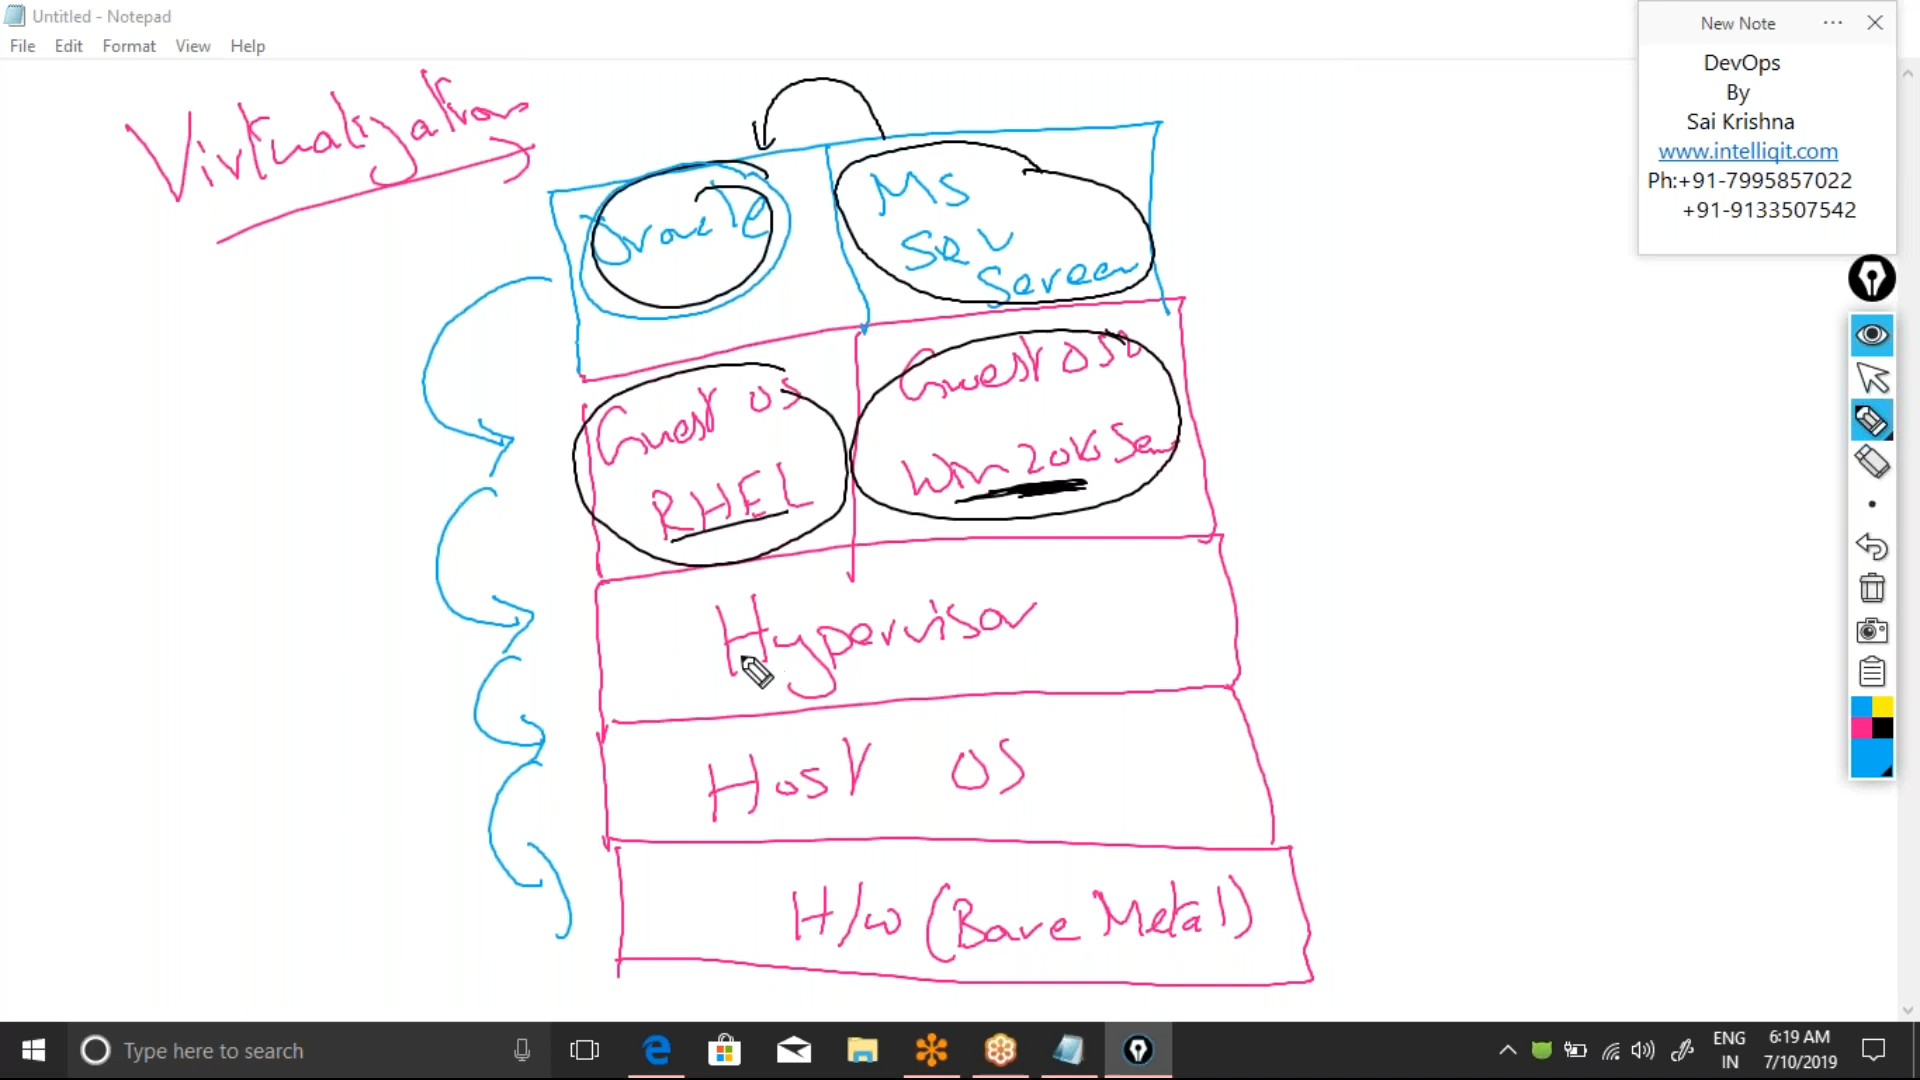 Untitled - Notepad
File Edit Format View Help
New Note
DevOps
By
Sai Krishna
www.intelliqit.com
Ph:+91-7995857022
+91-9133507542
Virtualization
Oracle
MS
SQL
Server
Guest OS
RHEL
Guest OS
Win 2016 Ser
Hypervisor
Host OS
H/w (Bare Metal)
Type here to search
ENG
IN
6:19 AM
7/10/2019